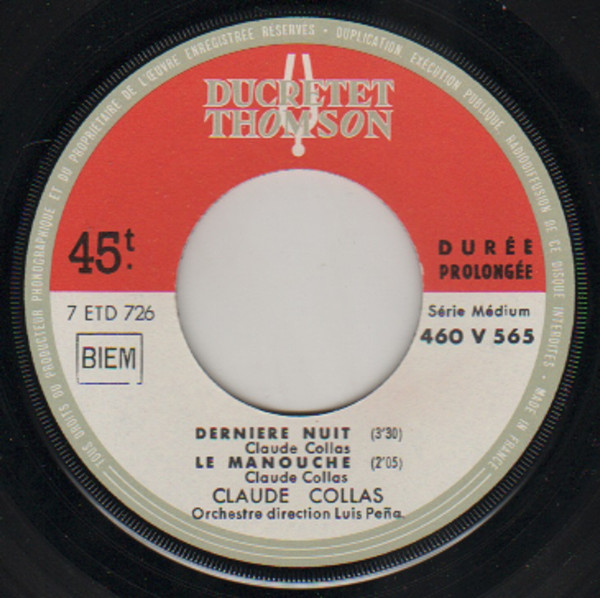 TOUS DROITS DU PRODUCTEUR PHONOGRAPHIQUE ET DU PROPRIETAIRE DE L'ŒUVRE ENREGISTRÉE RÉSERVÉS - DUPLICATION EXÉCUTION PUBLIQUE, RADIODIFFUSION DE CE DISQUE INTERDITES - MADE IN FRANCE
DUCRETET
THOMSON
45t.
DURÉE
PROLONGÉE
7 ETD 726
Série Médium
460 V 565
BIEM
DERNIERE NUIT (3'30)
Claude Collas
LE MANOUCHE (2'05)
Claude Collas
CLAUDE COLLAS
Orchestre direction Luis Peña.